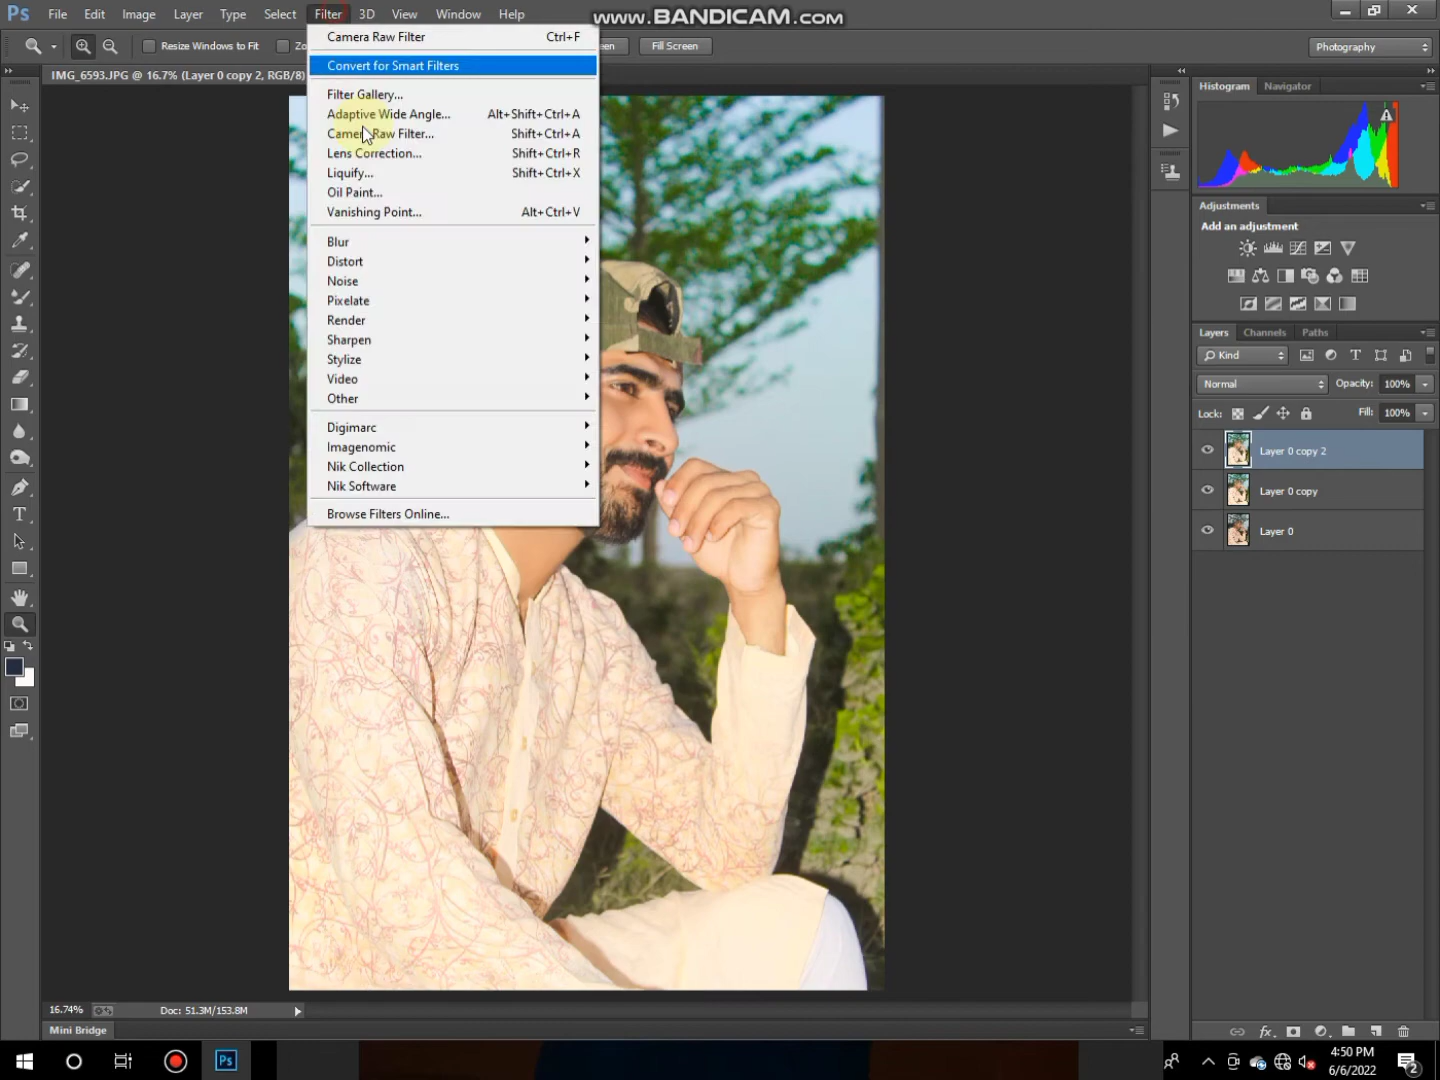 Ps File Edit Image Layer Type Select Filter 3D View Window Help
www.BANDICAM.com
Resize Windows to Fit
Zo
een
Fill Screen
Photography
IMG_6593.JPG @ 16.7% (Layer 0 copy 2, RGB/8)
Camera Raw Filter Ctrl+F
Convert for Smart Filters
Filter Gallery...
Adaptive Wide Angle... Alt+Shift+Ctrl+A
Camera Raw Filter... Shift+Ctrl+A
Lens Correction... Shift+Ctrl+R
Liquify... Shift+Ctrl+X
Oil Paint...
Vanishing Point... Alt+Ctrl+V
Blur
Distort
Noise
Pixelate
Render
Sharpen
Stylize
Video
Other
Digimarc
Imagenomic
Nik Collection
Nik Software
Browse Filters Online...
Histogram Navigator
Adjustments
Add an adjustment
Layers Channels Paths
Kind
Normal Opacity: 100%
Lock: Fill: 100%
Layer 0 copy 2
Layer 0 copy
Layer 0
fx
16.74% Doc: 51.3M/153.8M
Mini Bridge
Ps
4:50 PM
6/6/2022
2